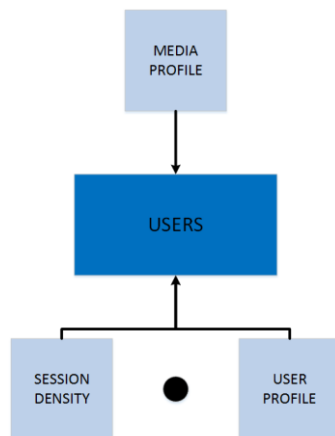 MEDIA
PROFILE
USERS
SESSION
DENSITY
USER
PROFILE